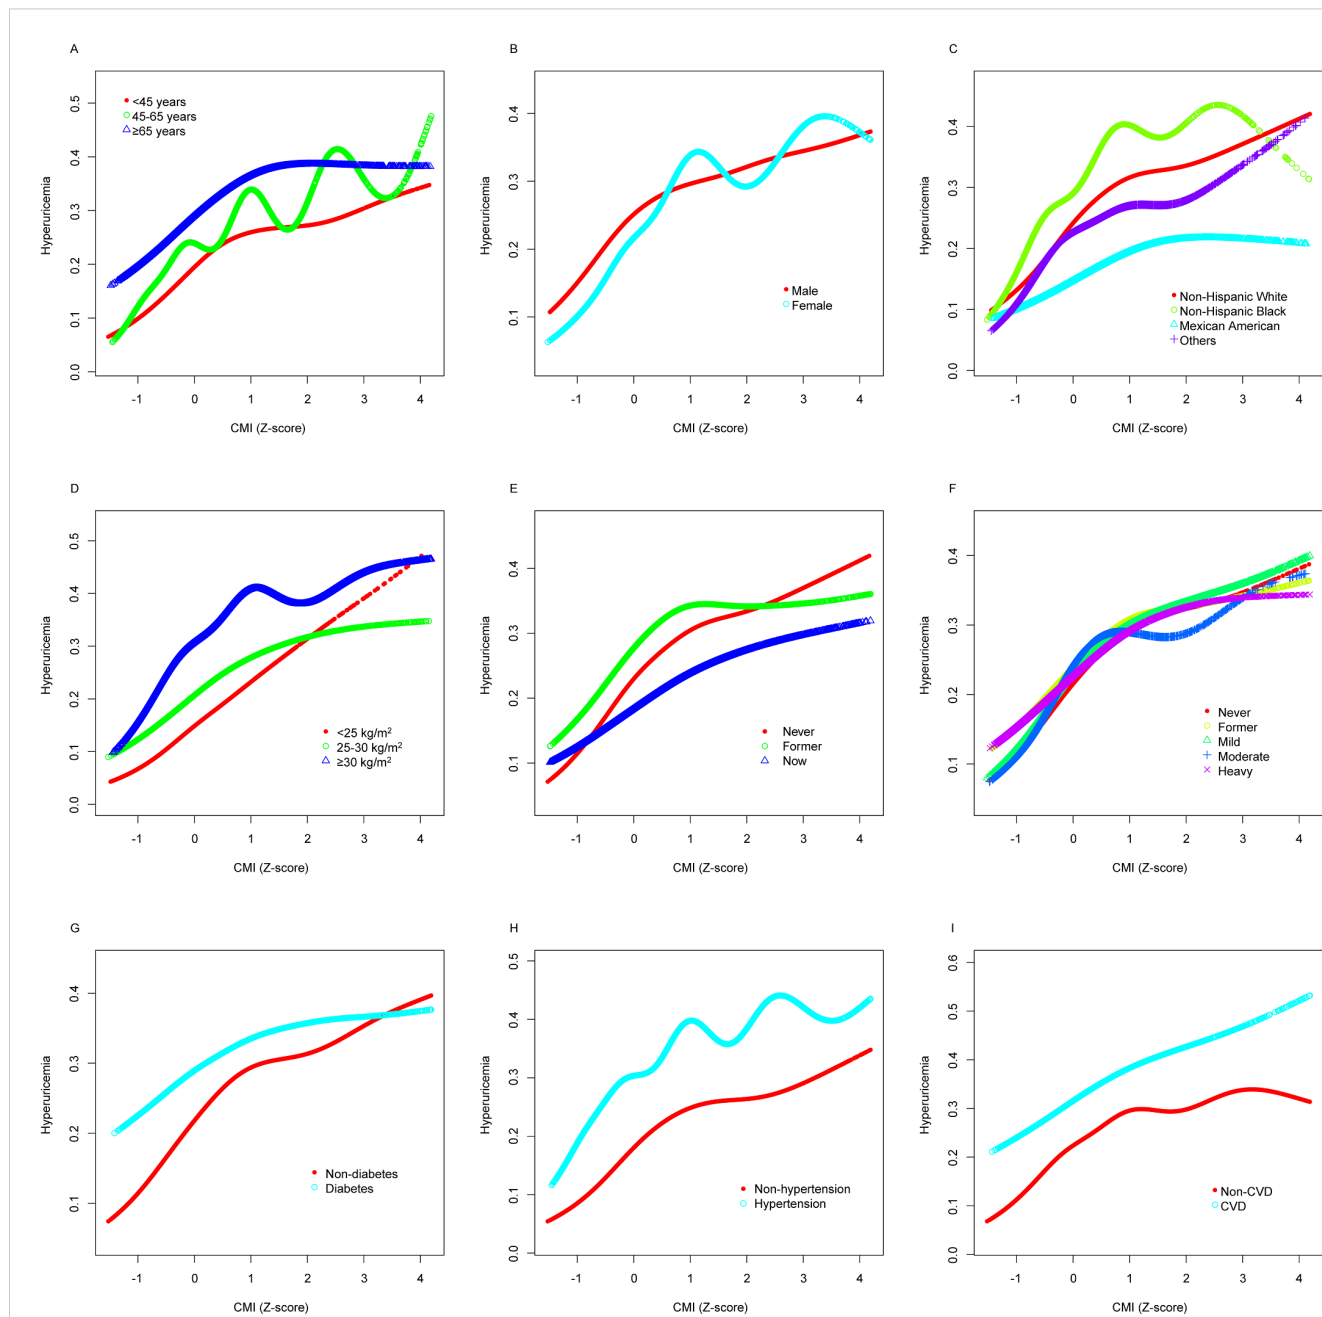 A
Hyperuricemia
0.5
0.4
0.3
0.2
0.1
0.0
<45 years
45-65 years
≥65 years
-1 0 1 2 3 4
CMI (Z-score)
B
Hyperuricemia
0.4
0.3
0.2
0.1
Male
Female
-1 0 1 2 3 4
CMI (Z-score)
C
Hyperuricemia
0.4
0.3
0.2
0.1
0.0
Non-Hispanic White
Non-Hispanic Black
Mexican American
Others
-1 0 1 2 3 4
CMI (Z-score)
D
Hyperuricemia
0.5
0.4
0.3
0.2
0.1
0.0
<25 kg/m²
25-30 kg/m²
≥30 kg/m²
-1 0 1 2 3 4
CMI (Z-score)
E
Hyperuricemia
0.4
0.3
0.2
0.1
Never
Former
Now
-1 0 1 2 3 4
CMI (Z-score)
F
Hyperuricemia
0.4
0.3
0.2
0.1
Never
Former
Mild
Moderate
Heavy
-1 0 1 2 3 4
CMI (Z-score)
G
Hyperuricemia
0.4
0.3
0.2
0.1
Non-diabetes
Diabetes
-1 0 1 2 3 4
CMI (Z-score)
H
Hyperuricemia
0.5
0.4
0.3
0.2
0.1
0.0
Non-hypertension
Hypertension
-1 0 1 2 3 4
CMI (Z-score)
I
Hyperuricemia
0.6
0.5
0.4
0.3
0.2
0.1
0.0
Non-CVD
CVD
-1 0 1 2 3 4
CMI (Z-score)